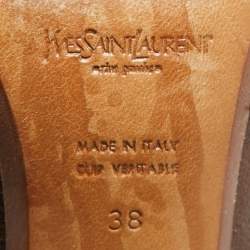 YVESSAINTLAURENT
rive gauche
MADE IN ITALY
CUIR VERITABLE
38